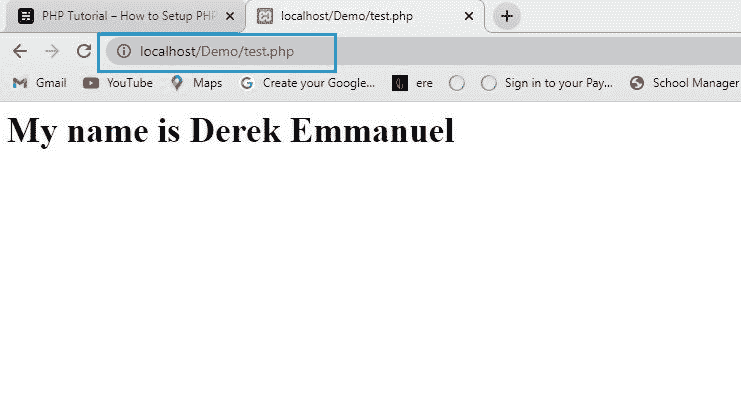 PHP Tutorial – How to Setup PHP
localhost/Demo/test.php
localhost/Demo/test.php
Gmail YouTube Maps Create your Google... ere Sign in to your Pay... School Manager
My name is Derek Emmanuel